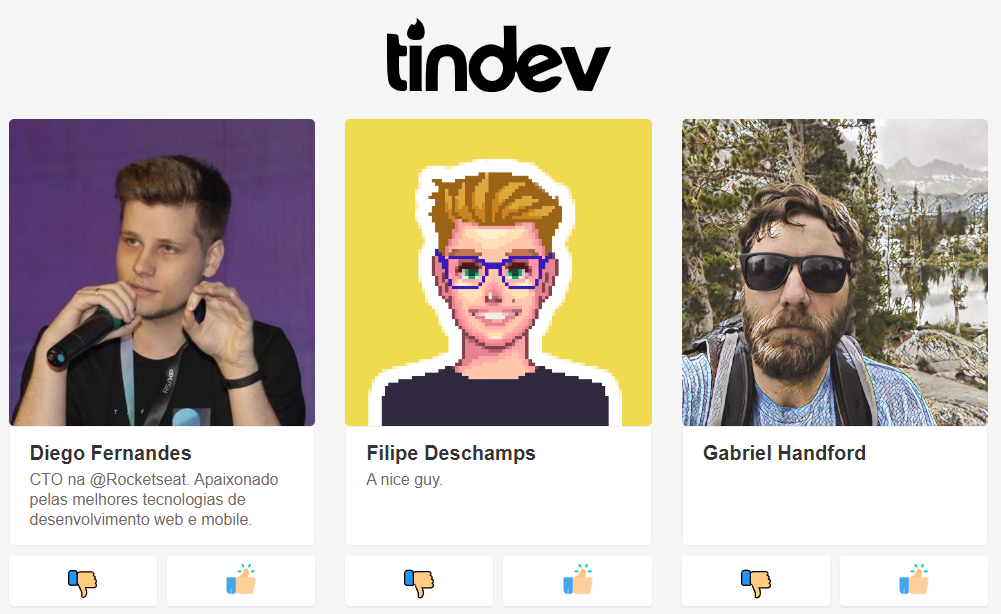 tindev
Diego Fernandes
CTO na @Rocketseat. Apaixonado
pelas melhores tecnologias de
desenvolvimento web e mobile.
Filipe Deschamps
A nice guy.
Gabriel Handford